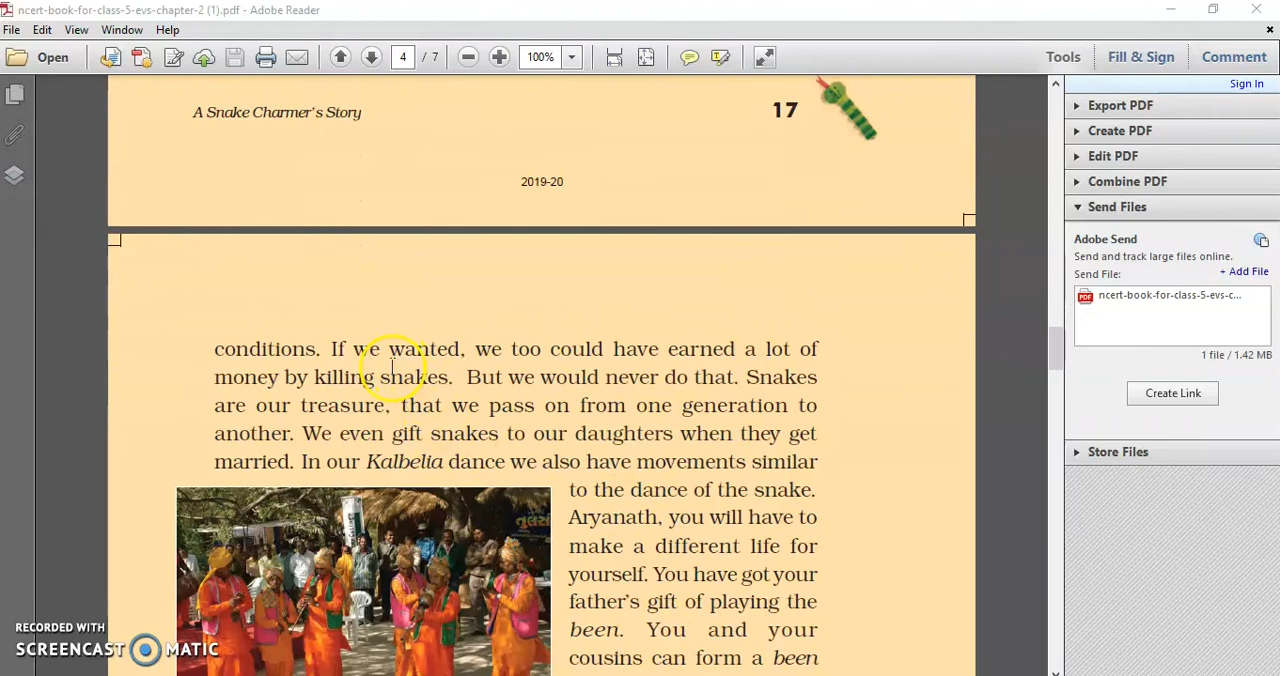 ncert-book-for-class-5-evs-chapter-2 (1).pdf - Adobe Reader
File Edit View Window Help
Open 4 / 7 100% Tools Fill & Sign Comment
Sign In
Export PDF
Create PDF
Edit PDF
Combine PDF
Send Files
Adobe Send
Send and track large files online.
Send File:
+ Add File
ncert-book-for-class-5-evs-c...
1 file / 1.42 MB
Create Link
Store Files
A Snake Charmer's Story 17
2019-20
conditions. If we wanted, we too could have earned a lot of
money by killing snakes. But we would never do that. Snakes
are our treasure, that we pass on from one generation to
another. We even gift snakes to our daughters when they get
married. In our Kalbelia dance we also have movements similar
to the dance of the snake.
Aryanath, you will have to
make a different life for
yourself. You have got your
father's gift of playing the
been. You and your
cousins can form a been
RECORDED WITH
SCREENCAST MATIC